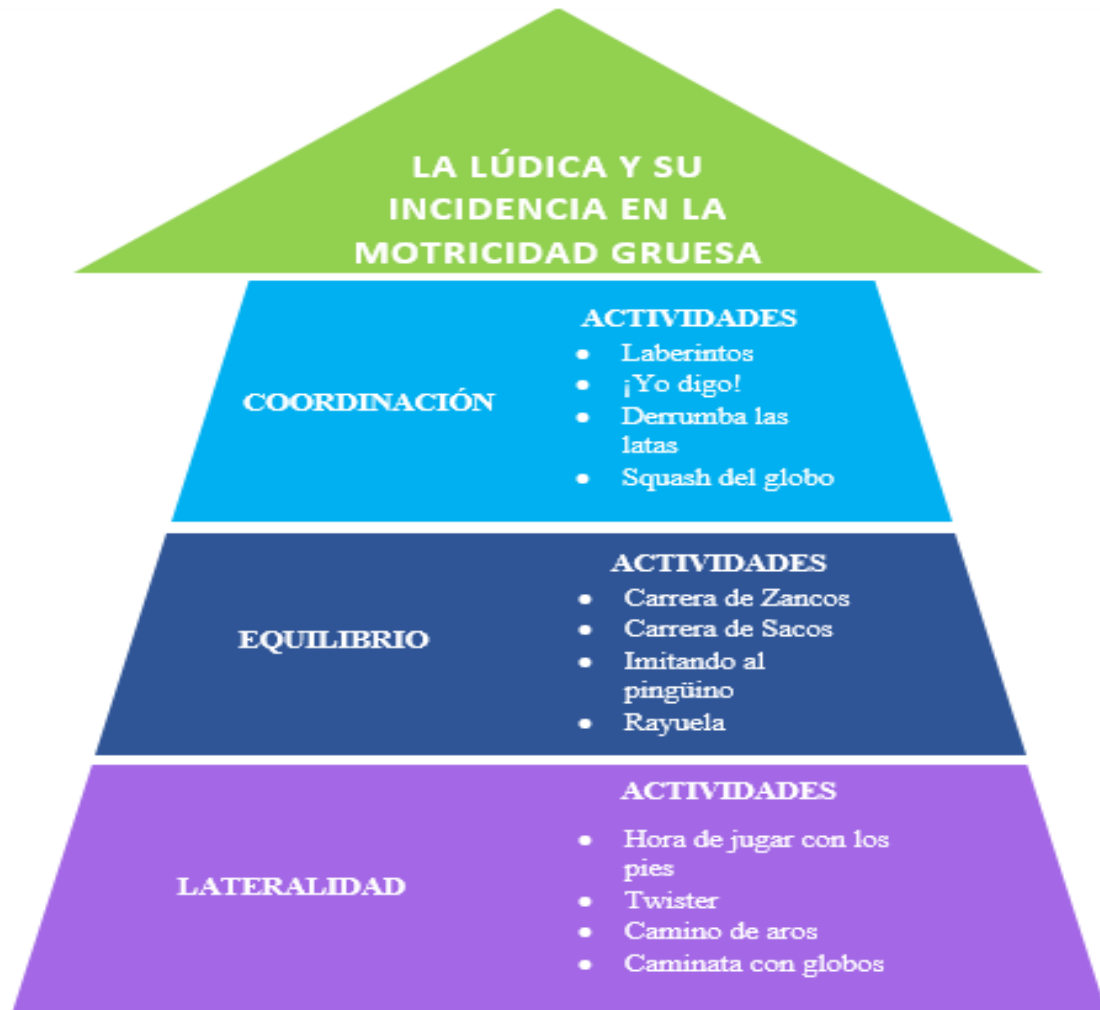 LA LÚDICA Y SU
INCIDENCIA EN LA
MOTRICIDAD GRUESA
COORDINACIÓN
ACTIVIDADES
• Laberintos
• ¡Yo digo!
• Derrumba las
latas
• Squash del globo
EQUILIBRIO
ACTIVIDADES
• Carrera de Zancos
• Carrera de Sacos
• Imitando al
pingüino
• Rayuela
LATERALIDAD
ACTIVIDADES
• Hora de jugar con los
pies
• Twister
• Camino de aros
• Caminata con globos